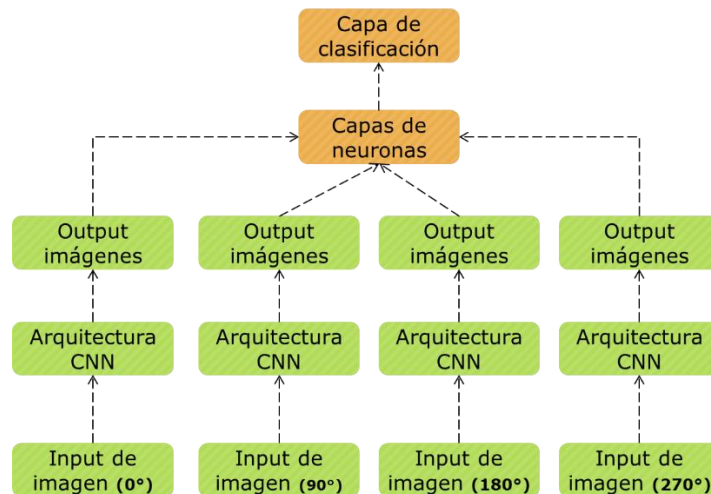 Capa de
clasificación
Capas de
neuronas
Output
imágenes
Output
imágenes
Output
imágenes
Output
imágenes
Arquitectura
CNN
Arquitectura
CNN
Arquitectura
CNN
Arquitectura
CNN
Input de
imagen (0°)
Input de
imagen (90°)
Input de
imagen (180°)
Input de
imagen (270°)